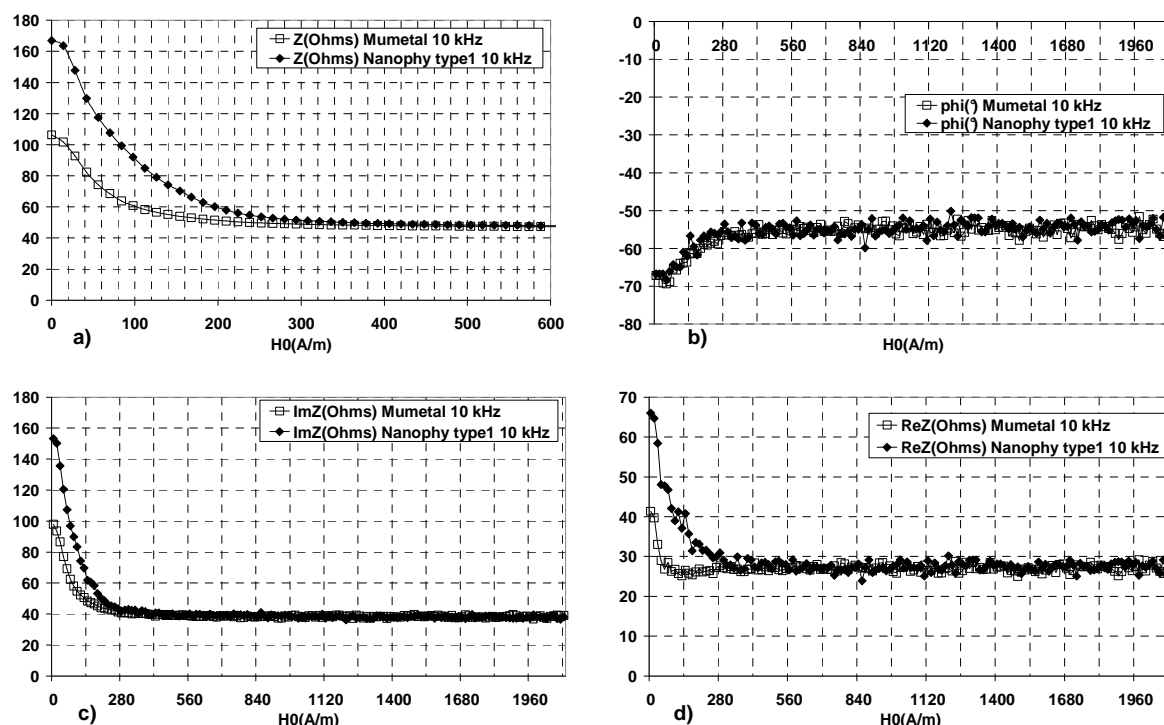 180
160
140
120
100
80
60
40
20
0
Z(Ohms) Mumetal 10 kHz
Z(Ohms) Nanophy type1 10 kHz
0 100 200 300 400 500 600
a)
H0(A/m)
0
-10
-20
-30
-40
-50
-60
-70
-80
0 280 560 840 1120 1400 1680 1960
phi(°) Mumetal 10 kHz
phi(°) Nanophy type1 10 kHz
b)
H0(A/m)
180
160
140
120
100
80
60
40
20
0
ImZ(Ohms) Mumetal 10 kHz
ImZ(Ohms) Nanophy type1 10 kHz
0 280 560 840 1120 1400 1680 1960
c)
H0(A/m)
70
60
50
40
30
20
10
0
ReZ(Ohms) Mumetal 10 kHz
ReZ(Ohms) Nanophy type1 10 kHz
0 280 560 840 1120 1400 1680 1960
d)
H0(A/m)